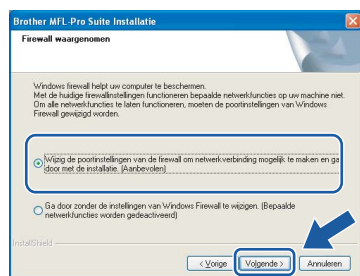 Brother MFL-Pro Suite Installatie
Firewall waargenomen
Windows firewall helpt uw computer te beschermen.
Met de huidige firewallinstellingen functioneren bepaalde netwerkfuncties op uw machine niet.
Om alle netwerkfuncties te laten functioneren, moeten de poortinstellingen van Windows
Firewall gewijzigd worden.
Wijzig de poortinstellingen van de firewall om netwerkverbinding mogelijk te maken en ga
door met de installatie. (Aanbevolen)
Ga door zonder de instellingen van Windows Firewall te wijzigen. (Bepaalde
netwerkfuncties worden gedeactiveerd)
InstallShield
< Vorige
Volgende >
Annuleren